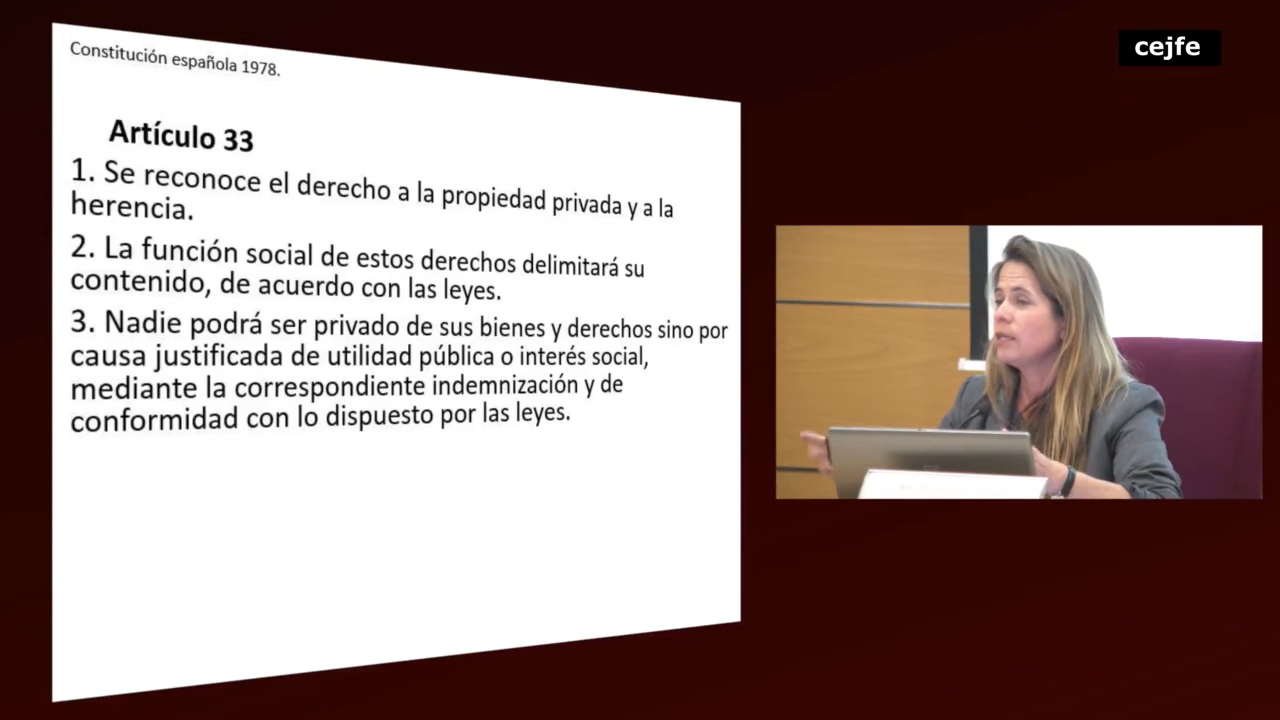 Constitución española 1978.
Artículo 33
1. Se reconoce el derecho a la propiedad privada y a la
herencia.
2. La función social de estos derechos delimitará su
contenido, de acuerdo con las leyes.
3. Nadie podrá ser privado de sus bienes y derechos sino por
causa justificada de utilidad pública o interés social,
mediante la correspondiente indemnización y de
conformidad con lo dispuesto por las leyes.
cejfe